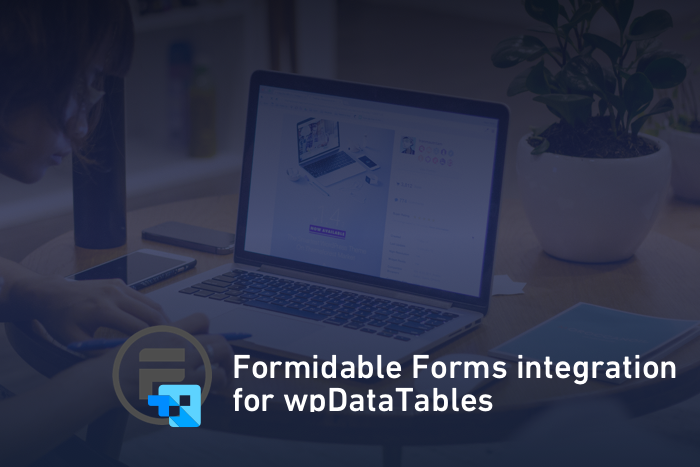 Formidable Forms integration
for wpDataTables